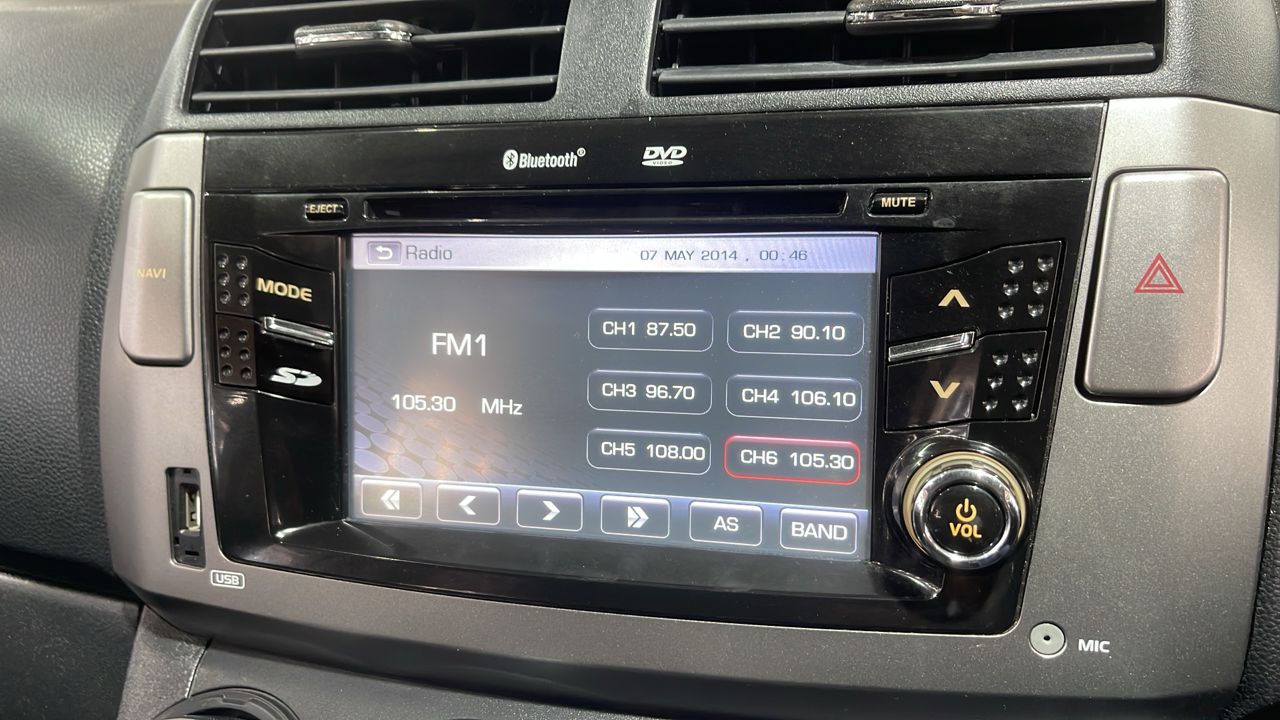 Bluetooth®
DVD
VIDEO
EJECT
MUTE
Radio
07 MAY 2014 , 00:46
NAVI
MODE
SD
FM1
105.30 MHz
CH1 87.50
CH2 90.10
CH3 96.70
CH4 106.10
CH5 108.00
CH6 105.30
AS
BAND
VOL
USB
MIC